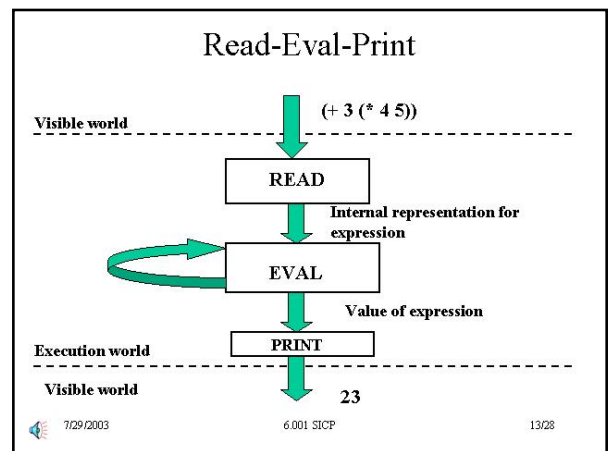 Read-Eval-Print
(+ 3 (* 4 5))
Visible world
READ
Internal representation for
expression
EVAL
Value of expression
PRINT
Execution world
Visible world
23
7/29/2003
6.001 SICP
13/28